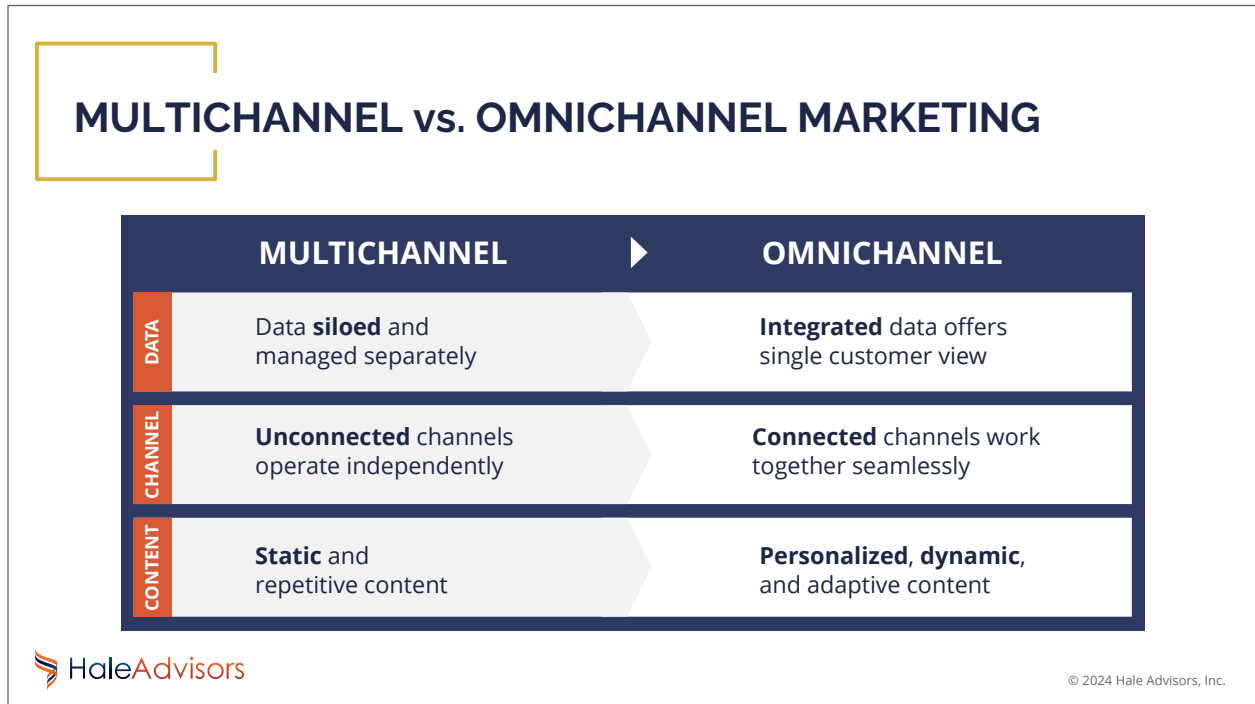 MULTICHANNEL vs. OMNICHANNEL MARKETING
MULTICHANNEL
OMNICHANNEL
DATA
Data siloed and
managed separately
Integrated data offers
single customer view
CHANNEL
Unconnected channels
operate independently
Connected channels work
together seamlessly
CONTENT
Static and
repetitive content
Personalized, dynamic,
and adaptive content
HaleAdvisors
© 2024 Hale Advisors, Inc.